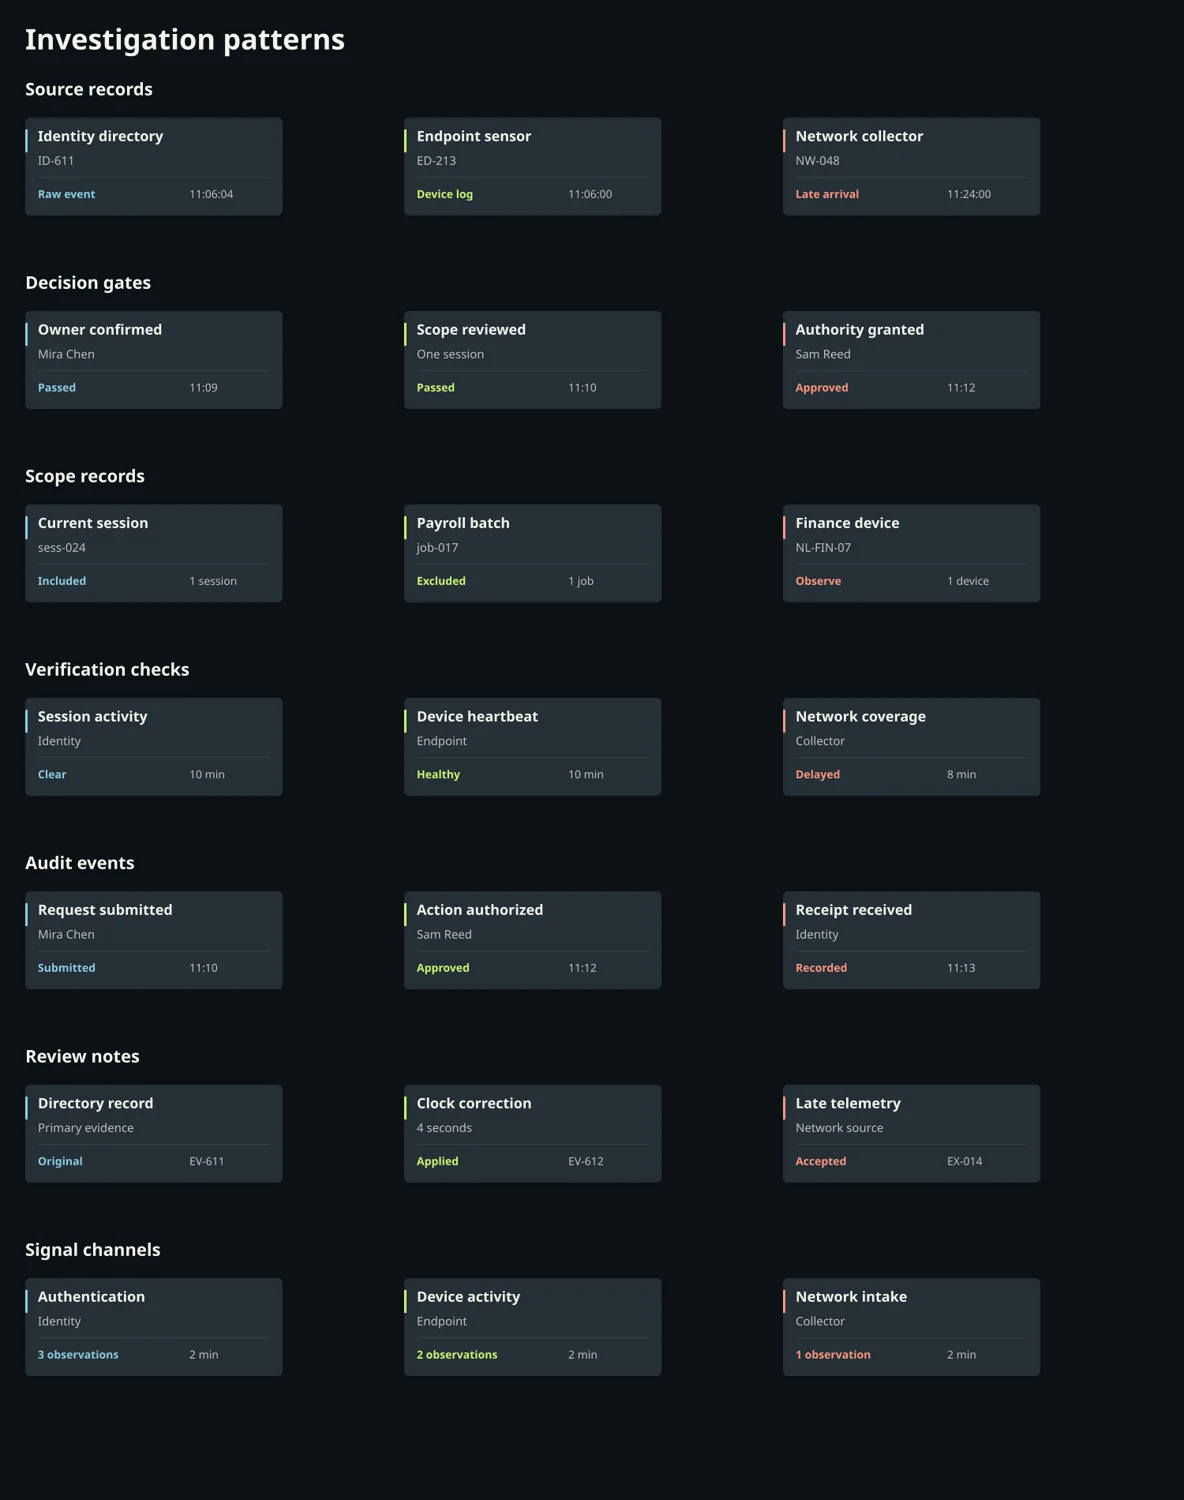 Investigation patterns
Source records
Identity directory
ID-611
Raw event 11:06:04
Endpoint sensor
ED-213
Device log 11:06:00
Network collector
NW-048
Late arrival 11:24:00
Decision gates
Owner confirmed
Mira Chen
Passed 11:09
Scope reviewed
One session
Passed 11:10
Authority granted
Sam Reed
Approved 11:12
Scope records
Current session
sess-024
Included 1 session
Payroll batch
job-017
Excluded 1 job
Finance device
NL-FIN-07
Observe 1 device
Verification checks
Session activity
Identity
Clear 10 min
Device heartbeat
Endpoint
Healthy 10 min
Network coverage
Collector
Delayed 8 min
Audit events
Request submitted
Mira Chen
Submitted 11:10
Action authorized
Sam Reed
Approved 11:12
Receipt received
Identity
Recorded 11:13
Review notes
Directory record
Primary evidence
Original EV-611
Clock correction
4 seconds
Applied EV-612
Late telemetry
Network source
Accepted EX-014
Signal channels
Authentication
Identity
3 observations 2 min
Device activity
Endpoint
2 observations 2 min
Network intake
Collector
1 observation 2 min